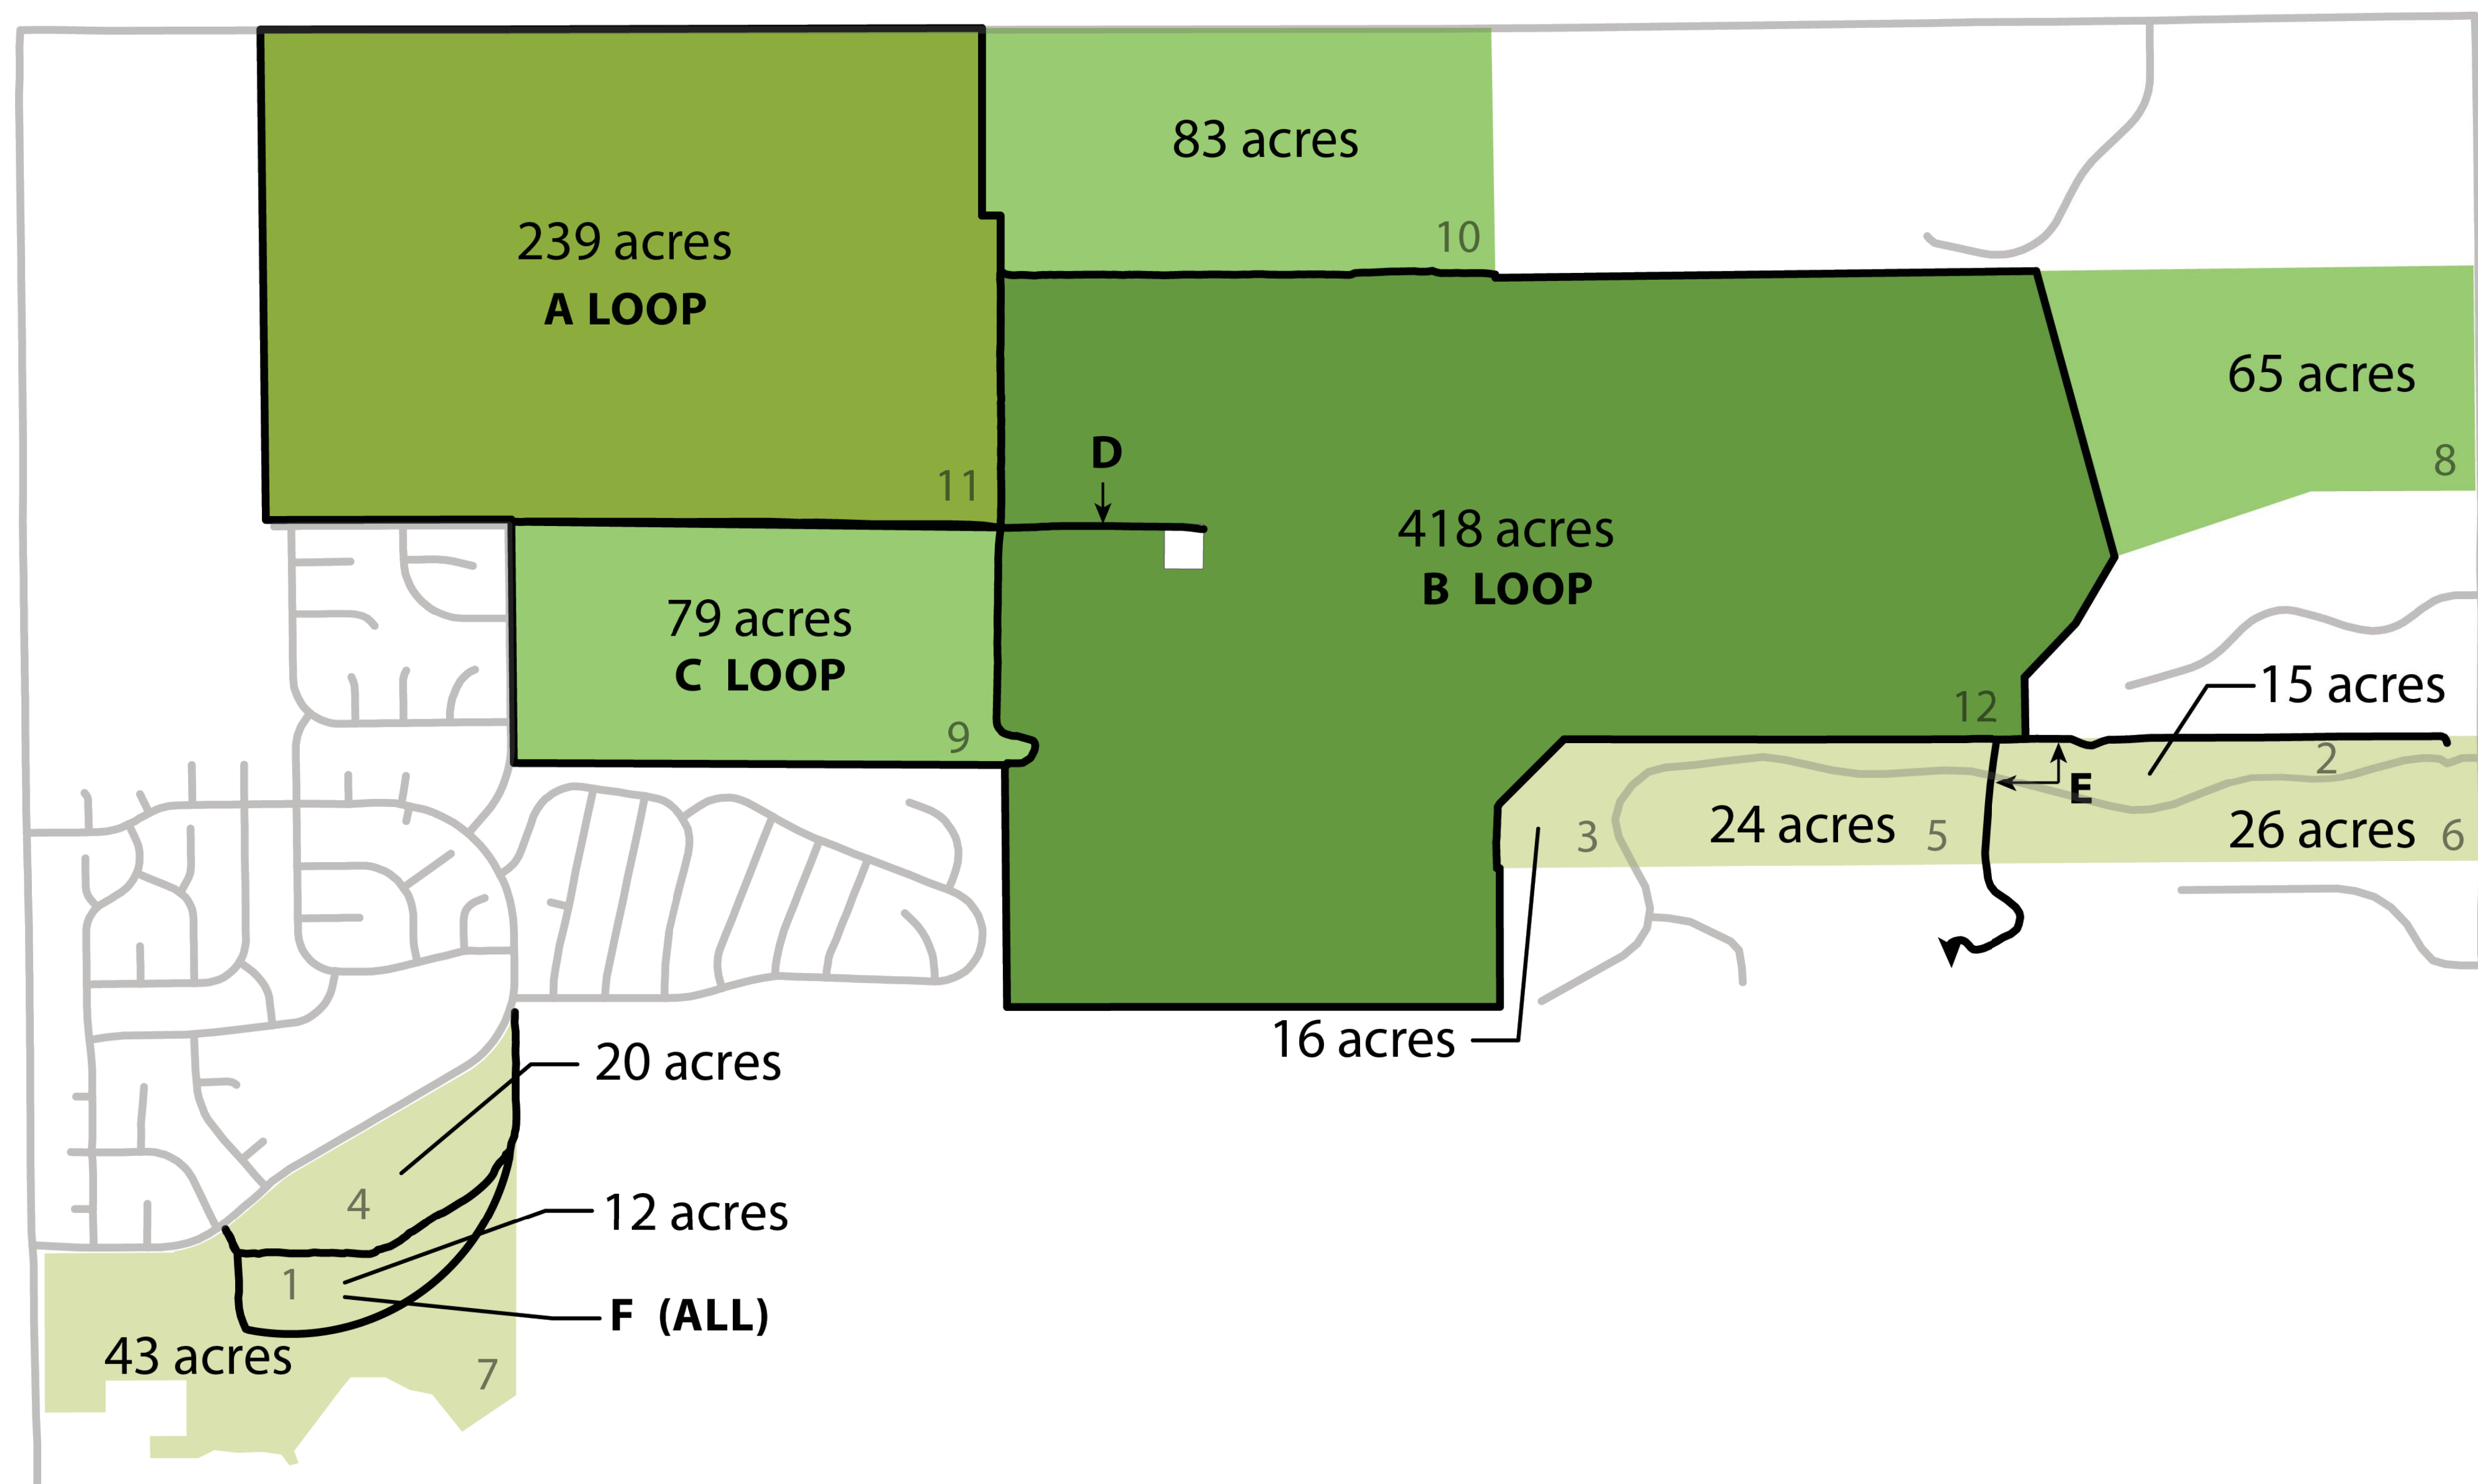 83 acres
10
239 acres
A LOOP
11
65 acres
8
D
418 acres
B LOOP
12
79 acres
C LOOP
9
15 acres
2
E
3
24 acres
5
26 acres
6
16 acres
20 acres
4
12 acres
1
F (ALL)
43 acres
7